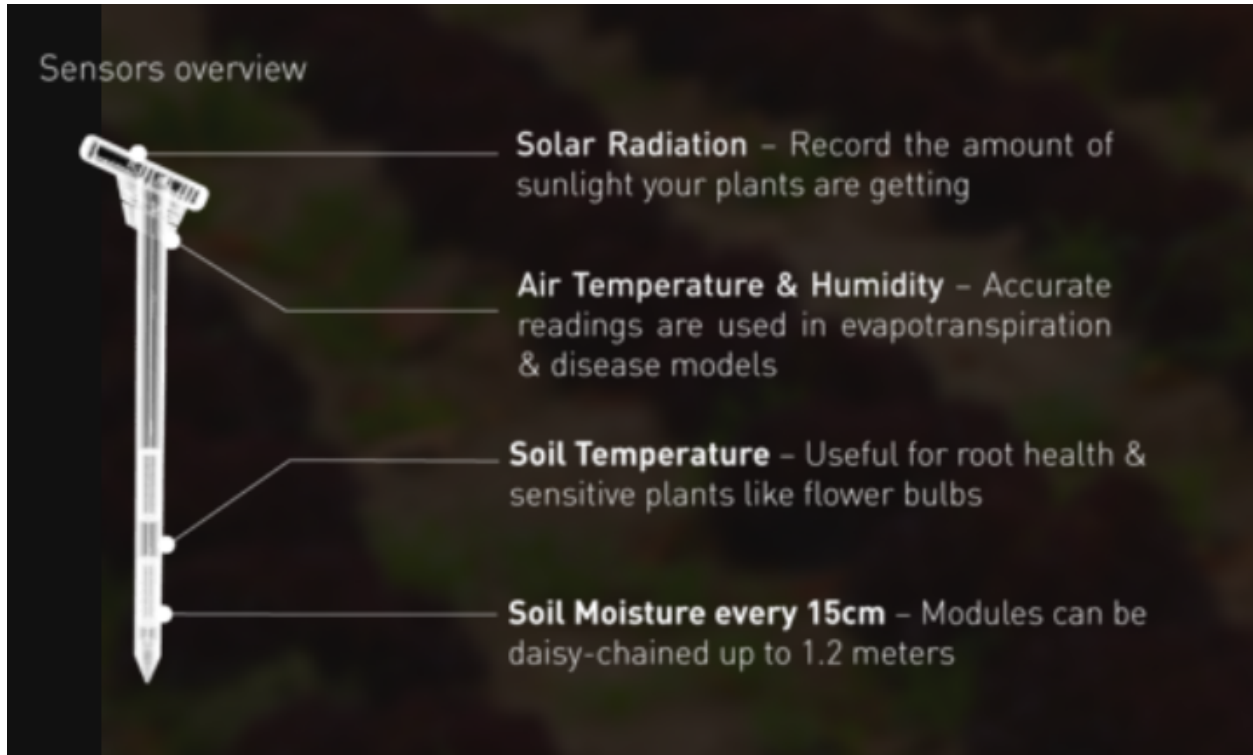 Sensors overview
Solar Radiation – Record the amount of
sunlight your plants are getting
Air Temperature & Humidity – Accurate
readings are used in evapotranspiration
& disease models
Soil Temperature – Useful for root health &
sensitive plants like flower bulbs
Soil Moisture every 15cm – Modules can be
daisy-chained up to 1.2 meters